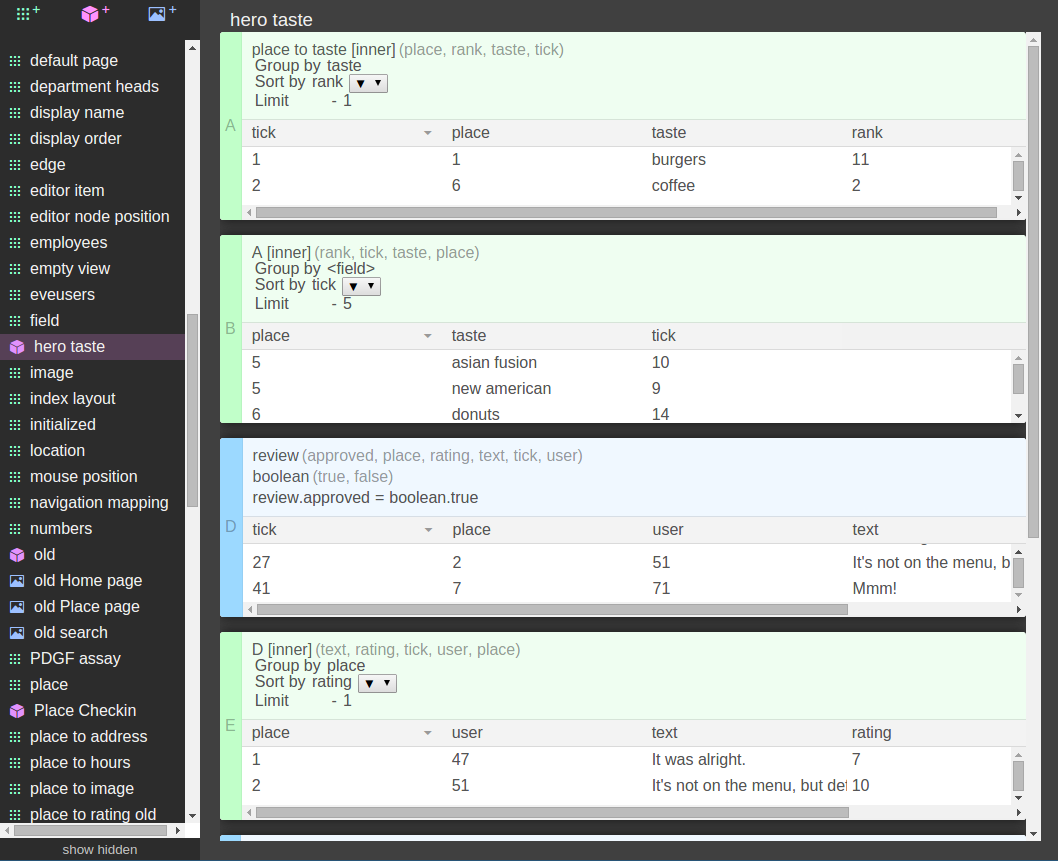 + + +
default page
department heads
display name
display order
edge
editor item
editor node position
employees
empty view
eveusers
field
hero taste
image
index layout
initialized
location
mouse position
navigation mapping
numbers
old
old Home page
old Place page
old search
PDGF assay
place
Place Checkin
place to address
place to hours
place to image
place to rating old
show hidden
hero taste
A
place to taste [inner] (place, rank, taste, tick)
Group by taste
Sort by rank ▼
Limit - 1
tick place taste rank
1 1 burgers 11
2 6 coffee 2
B
A [inner] (rank, tick, taste, place)
Group by <field>
Sort by tick ▼
Limit - 5
place taste tick
5 asian fusion 10
5 new american 9
6 donuts 14
D
review (approved, place, rating, text, tick, user)
boolean (true, false)
review.approved = boolean.true
tick place user text
27 2 51 It's not on the menu, b
41 7 71 Mmm!
E
D [inner] (text, rating, tick, user, place)
Group by place
Sort by rating ▼
Limit - 1
place user text rating
1 47 It was alright. 7
2 51 It's not on the menu, but def 10